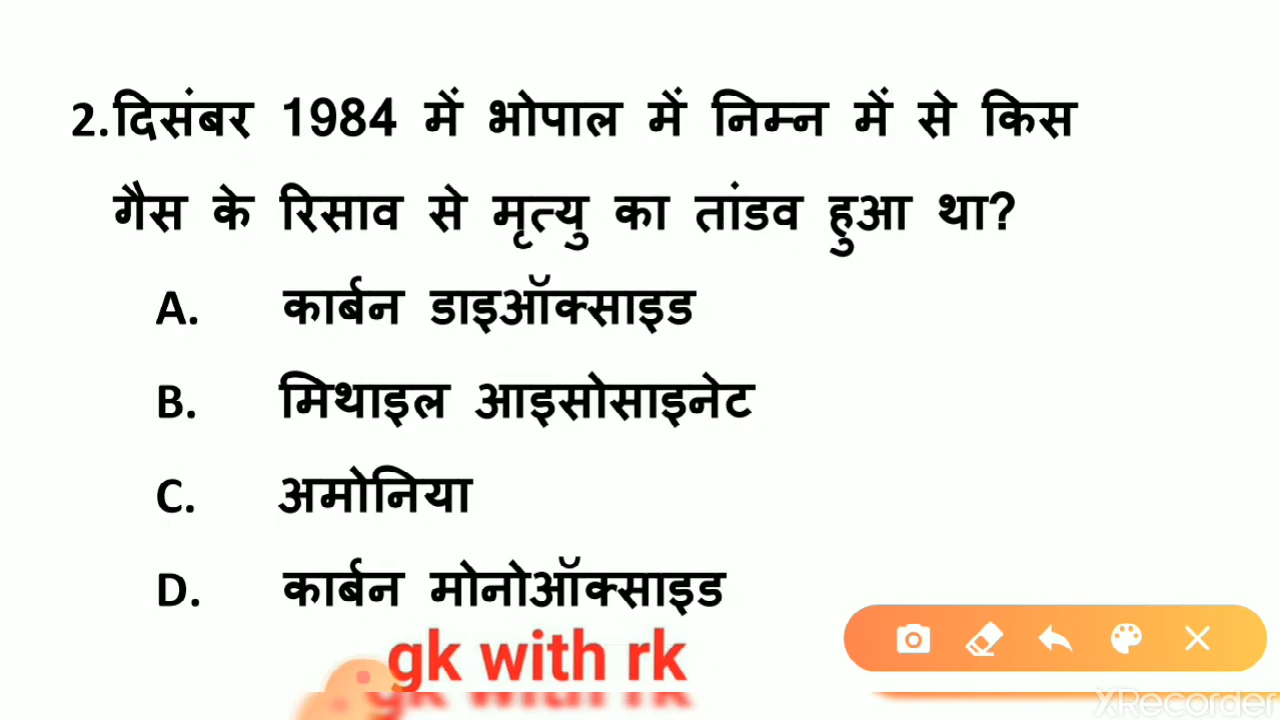 2.दिसंबर 1984 में भोपाल में निम्न में से किस
गैस के रिसाव से मृत्यु का तांडव हुआ था?
A. कार्बन डाइऑक्साइड
B. मिथाइल आइसोसाइनेट
C. अमोनिया
D. कार्बन मोनोऑक्साइड
gk with rk
XRecorder